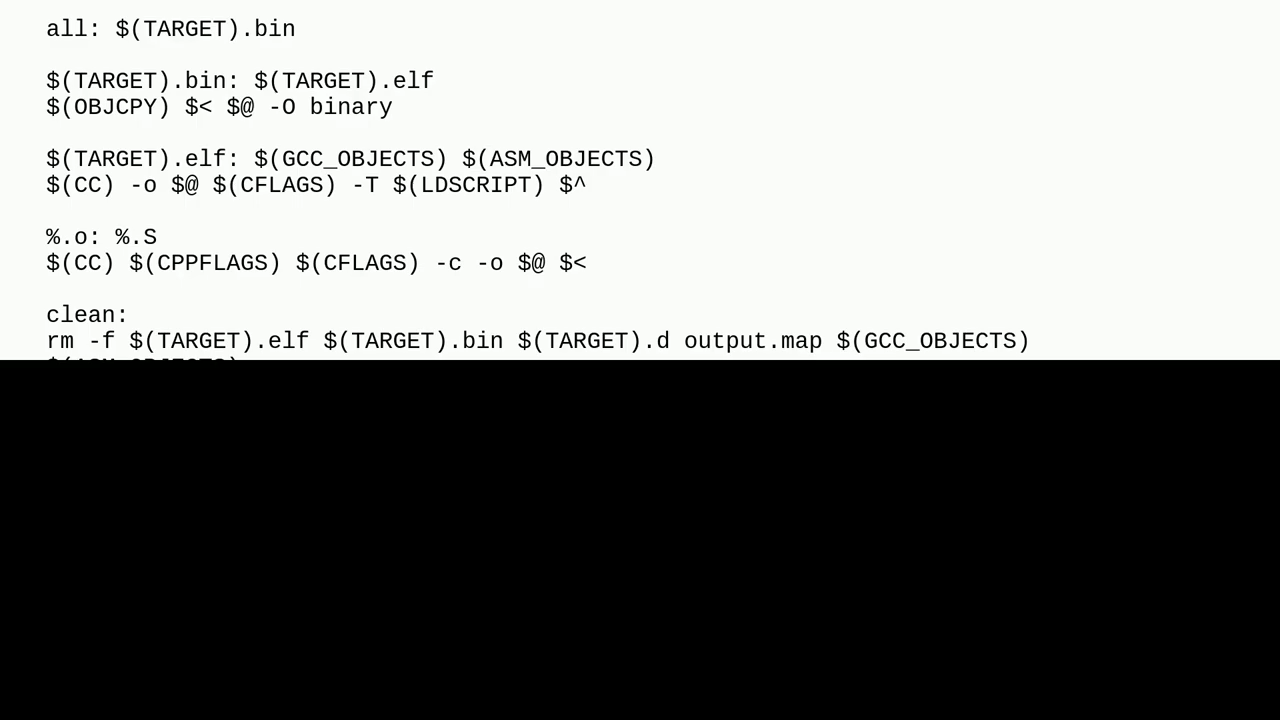 all: $(TARGET).bin
$(TARGET).bin: $(TARGET).elf
$(OBJCPY) $< $@ -O binary
$(TARGET).elf: $(GCC_OBJECTS) $(ASM_OBJECTS)
$(CC) -o $@ $(CFLAGS) -T $(LDSCRIPT) $^
%.o: %.S
$(CC) $(CPPFLAGS) $(CFLAGS) -c -o $@ $<
clean:
rm -f $(TARGET).elf $(TARGET).bin $(TARGET).d output.map $(GCC_OBJECTS)